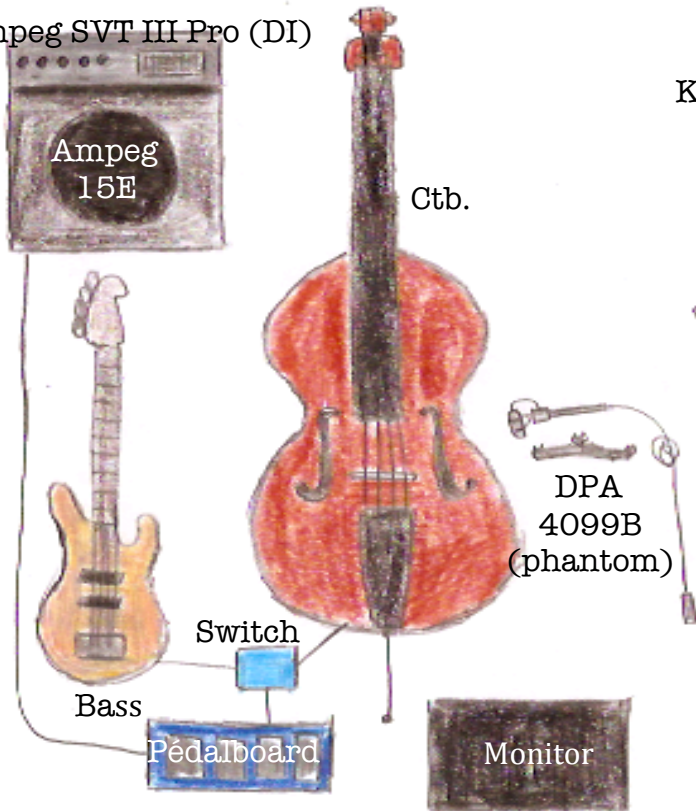 mpeg SVT III Pro (DI)
K
Ampeg
15E
Ctb.
DPA
4099B
(phantom)
Switch
Bass
Pédalboard
Monitor